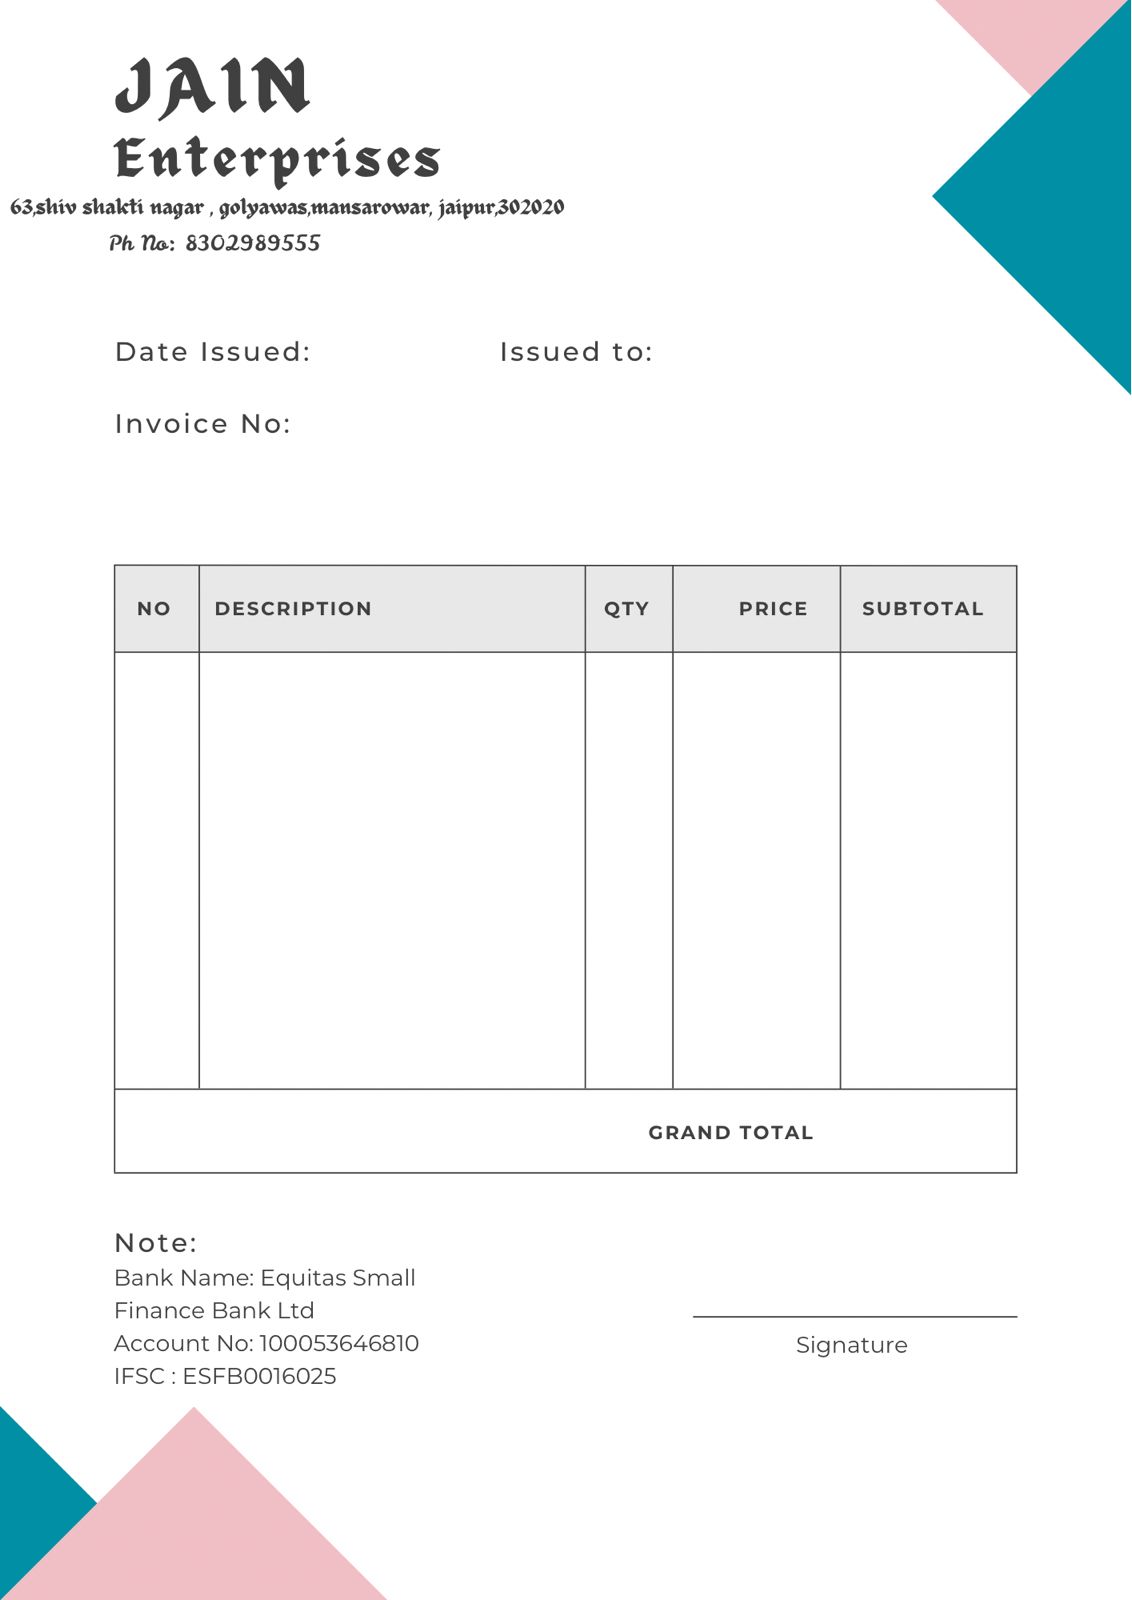 JAIN
Enterprises
63,shiv shakti nagar , golyawas,mansarowar, jaipur,302020
Ph No: 8302989555
Date Issued:
Issued to:
Invoice No:
NO DESCRIPTION QTY PRICE SUBTOTAL
GRAND TOTAL
Note:
Bank Name: Equitas Small
Finance Bank Ltd
Account No: 100053646810
IFSC : ESFB0016025
Signature